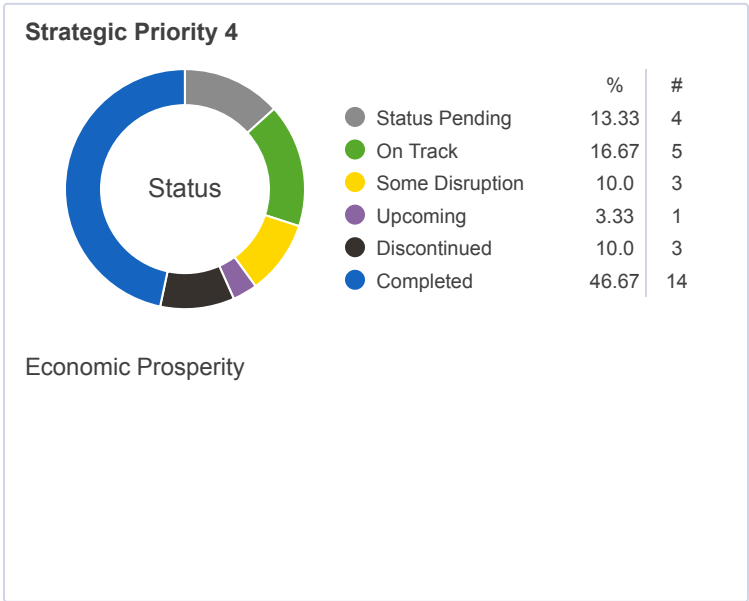 Strategic Priority 4
Status
% #
Status Pending 13.33 4
On Track 16.67 5
Some Disruption 10.0 3
Upcoming 3.33 1
Discontinued 10.0 3
Completed 46.67 14
Economic Prosperity